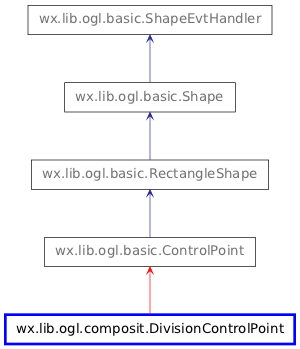 wx.lib.ogl.basic.ShapeEvtHandler
wx.lib.ogl.basic.Shape
wx.lib.ogl.basic.RectangleShape
wx.lib.ogl.basic.ControlPoint
wx.lib.ogl.composit.DivisionControlPoint